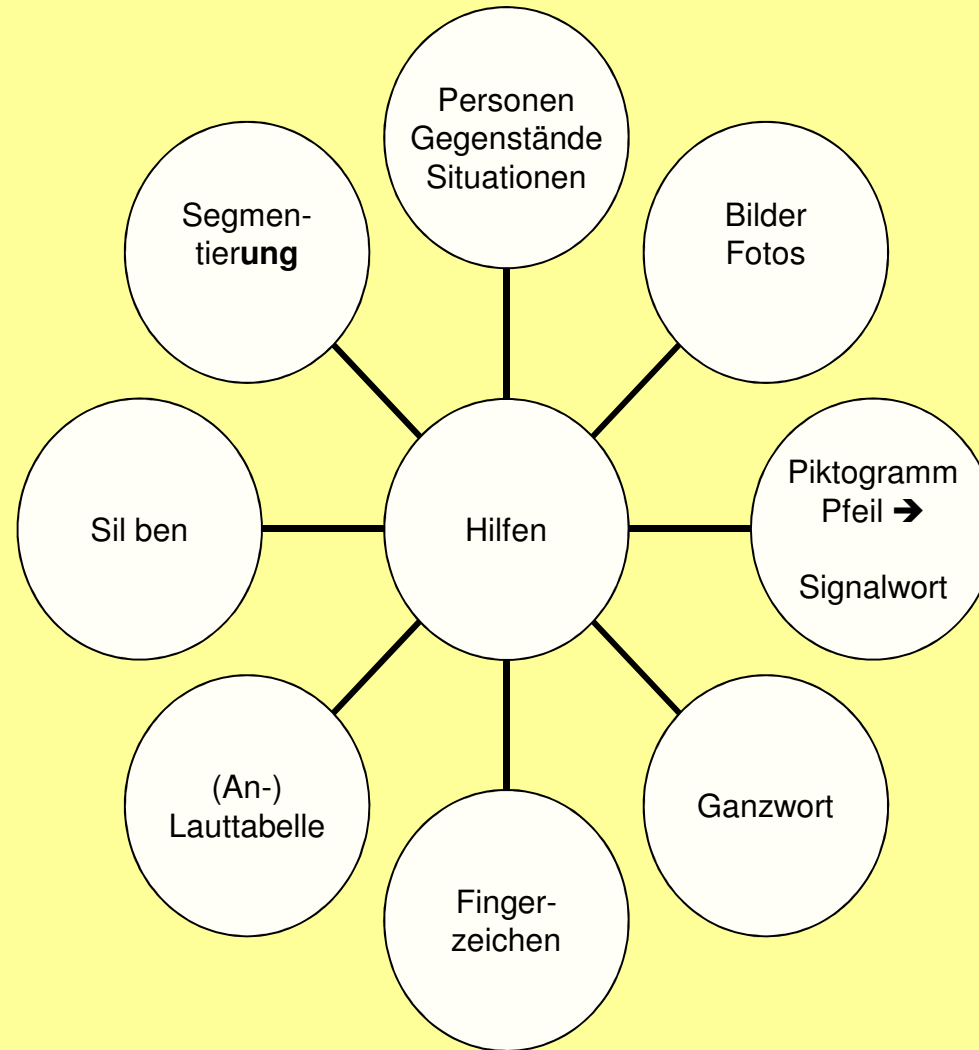 Personen
Gegenstände
Situationen
Segmen-
tierung
Bilder
Fotos
Piktogramm
Pfeil ➔
Signalwort
Sil ben
Hilfen
(An-)
Lauttabelle
Ganzwort
Finger-
zeichen